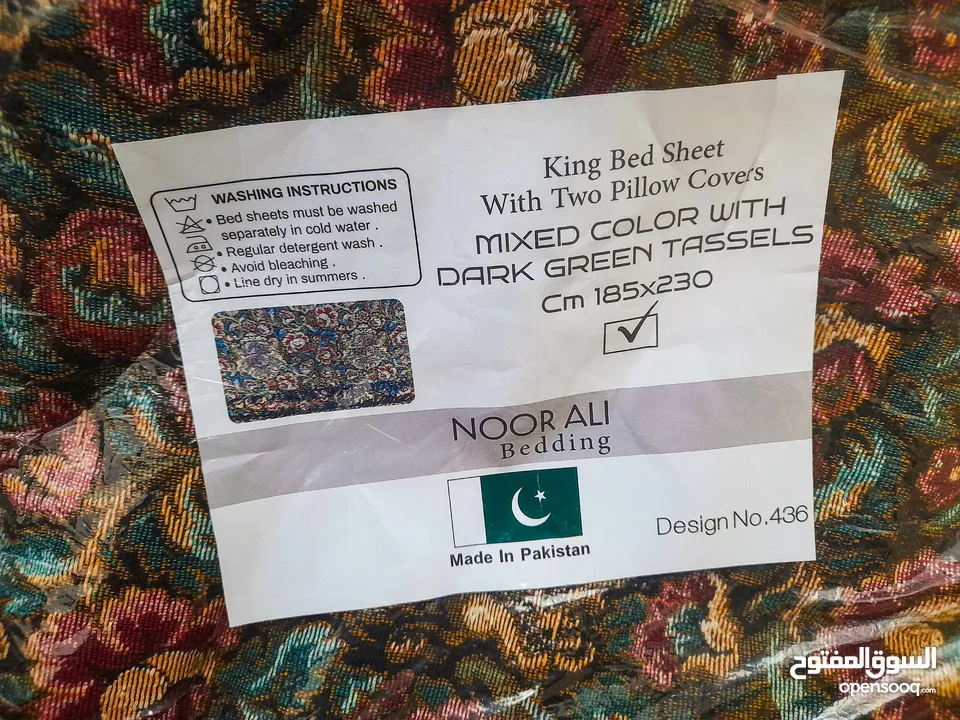 WASHING INSTRUCTIONS
• Bed sheets must be washed
separately in cold water .
• Regular detergent wash .
• Avoid bleaching .
• Line dry in summers .
King Bed Sheet
With Two Pillow Covers
MIXED COLOR WITH
DARK GREEN TASSELS
Cm 185x230
NOOR ALI
Bedding
Made In Pakistan
Design No.436
السوق المفتوح
opensooq.com